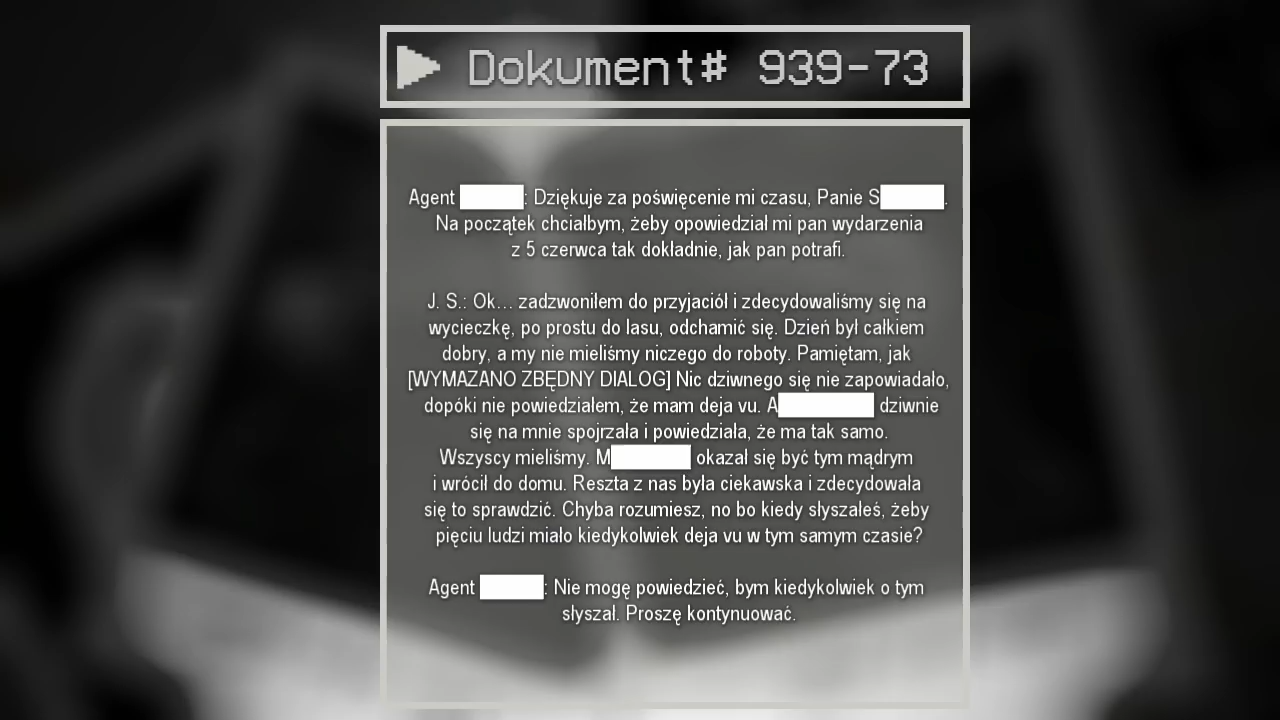 Dokument# 939-73
Agent : Dziękuje za poświęcenie mi czasu, Panie S .
Na początek chciałbym, żeby opowiedział mi pan wydarzenia
z 5 czerwca tak dokładnie, jak pan potrafi.
J. S.: Ok... zadzwoniłem do przyjaciół i zdecydowaliśmy się na
wycieczkę, po prostu do lasu, odchamić się. Dzień był całkiem
dobry, a my nie mieliśmy niczego do roboty. Pamiętam, jak
[WYMAZANO ZBĘDNY DIALOG] Nic dziwnego się nie zapowiadało,
dopóki nie powiedziałem, że mam deja vu. A dziwnie
się na mnie spojrzała i powiedziała, że ma tak samo.
Wszyscy mieliśmy. M okazał się być tym mądrym
i wrócił do domu. Reszta z nas była ciekawska i zdecydowała
się to sprawdzić. Chyba rozumiesz, no bo kiedy słyszałeś, żeby
pięciu ludzi miało kiedykolwiek deja vu w tym samym czasie?
Agent : Nie mogę powiedzieć, bym kiedykolwiek o tym
słyszał. Proszę kontynuować.